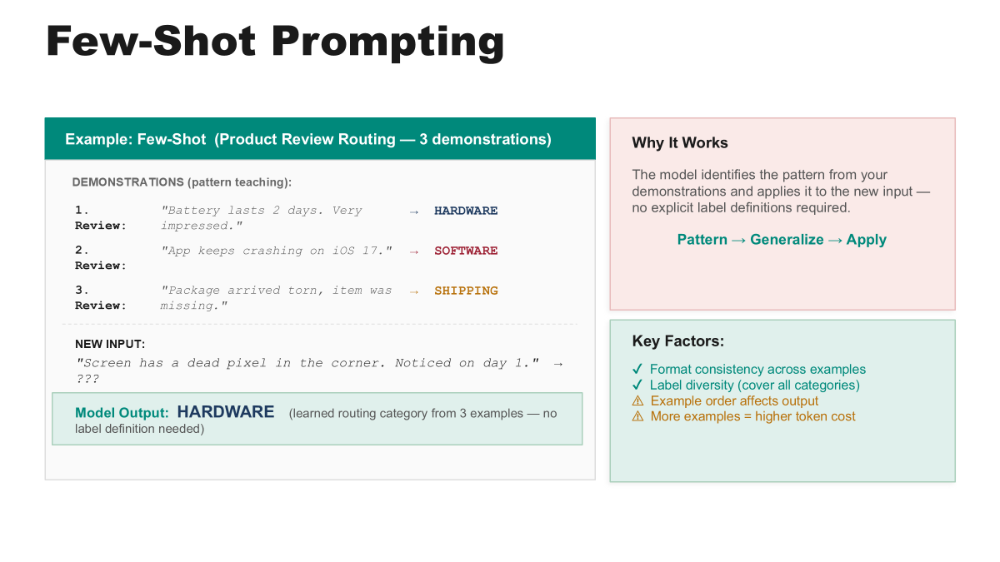 Few-Shot Prompting
Example: Few-Shot  (Product Review Routing — 3 demonstrations)
DEMONSTRATIONS (pattern teaching):
1. "Battery lasts 2 days. Very → HARDWARE
Review: impressed."
2. "App keeps crashing on iOS 17." → SOFTWARE
Review:
3. "Package arrived torn, item was → SHIPPING
Review: missing."
NEW INPUT:
"Screen has a dead pixel in the corner. Noticed on day 1." →
???
Model Output: HARDWARE (learned routing category from 3 examples — no
label definition needed)
Why It Works
The model identifies the pattern from your
demonstrations and applies it to the new input —
no explicit label definitions required.
Pattern → Generalize → Apply
Key Factors:
✓ Format consistency across examples
✓ Label diversity (cover all categories)
⚠ Example order affects output
⚠ More examples = higher token cost